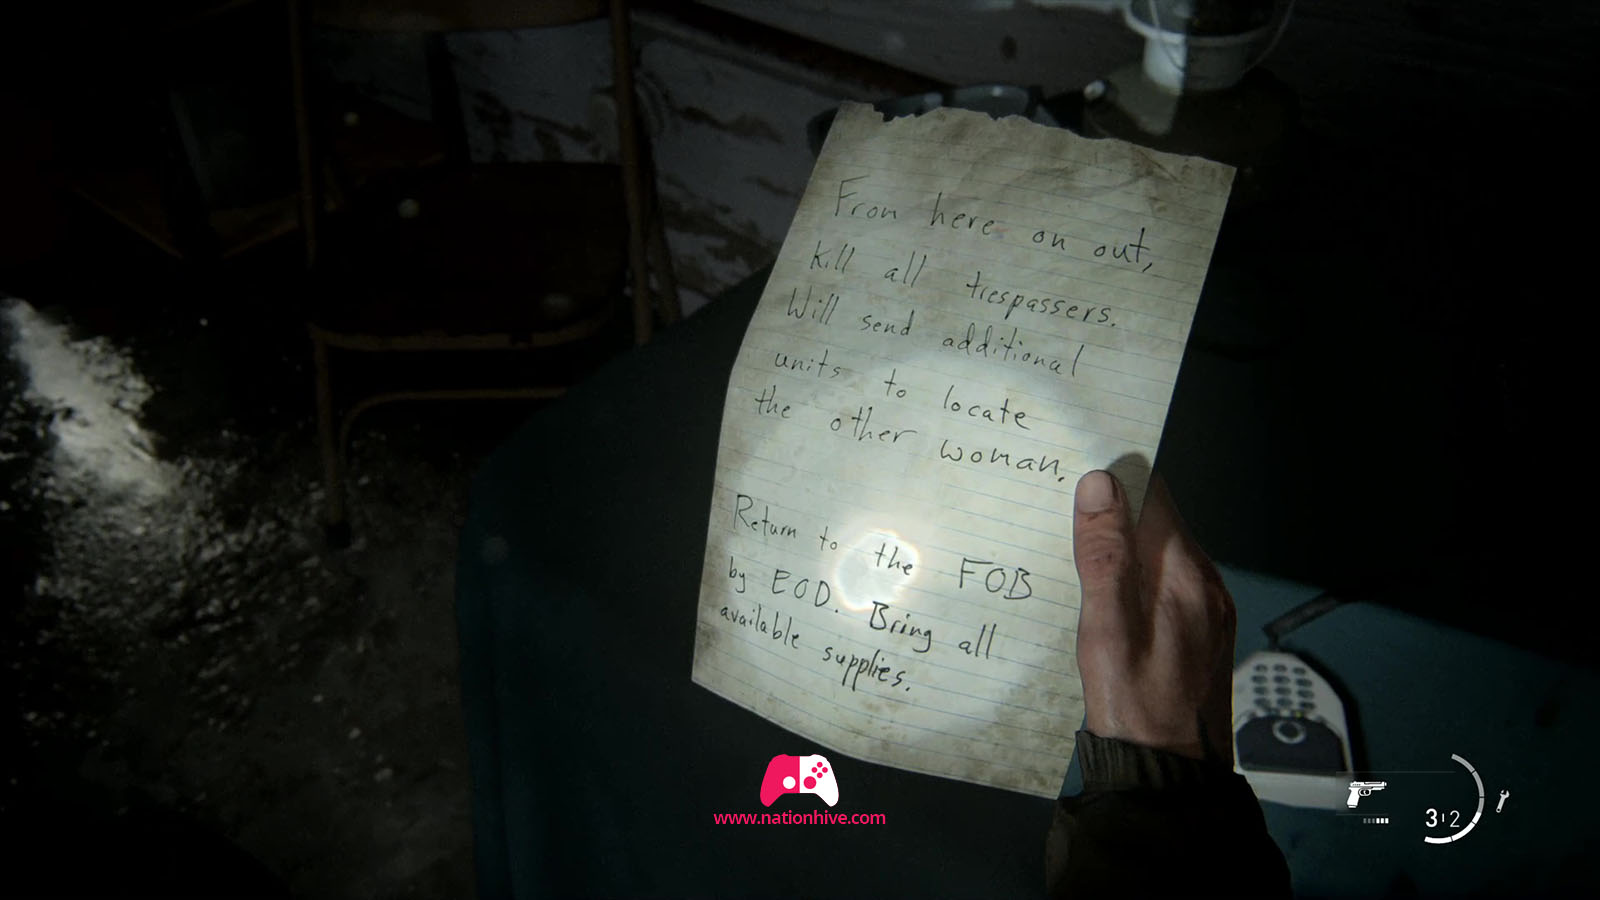 From here on out,
kill all trespassers.
Will send additional
units to locate
the other woman.
Return to the FOB
by EOD. Bring all
available supplies.
www.nationhive.com
3 2